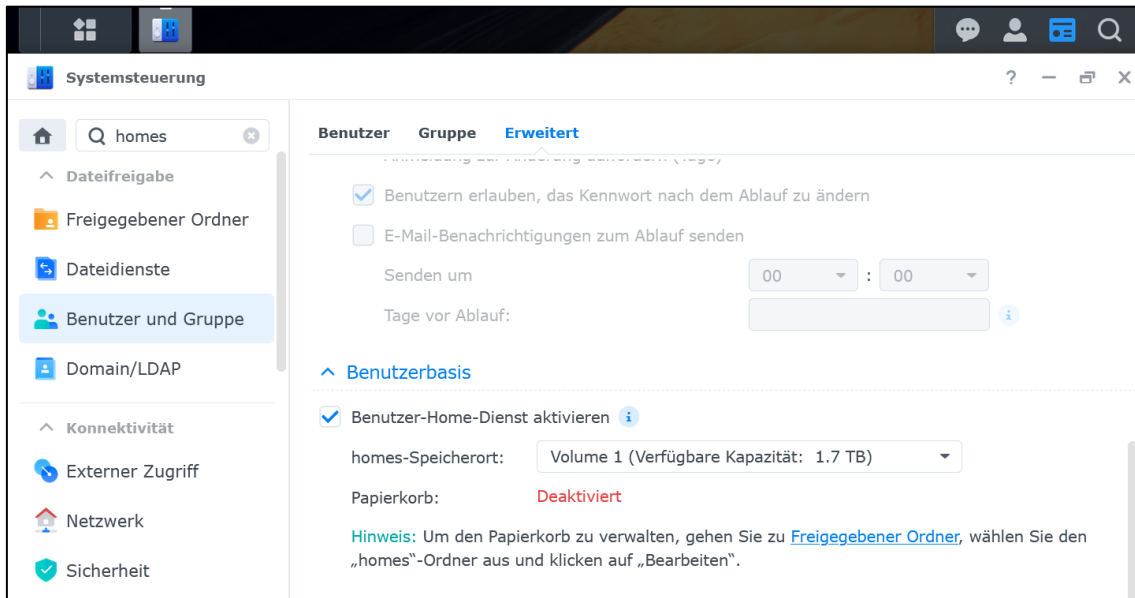 Systemsteuerung
?
homes
Dateifreigabe
Freigegebener Ordner
Dateidienste
Benutzer und Gruppe
Domain/LDAP
Konnektivität
Externer Zugriff
Netzwerk
Sicherheit
Benutzer Gruppe Erweitert
Benutzern erlauben, das Kennwort nach dem Ablauf zu ändern
E-Mail-Benachrichtigungen zum Ablauf senden
Senden um 00 : 00
Tage vor Ablauf:
Benutzerbasis
Benutzer-Home-Dienst aktivieren
homes-Speicherort: Volume 1 (Verfügbare Kapazität: 1.7 TB)
Papierkorb: Deaktiviert
Hinweis: Um den Papierkorb zu verwalten, gehen Sie zu Freigegebener Ordner, wählen Sie den
„homes“-Ordner aus und klicken auf „Bearbeiten“.